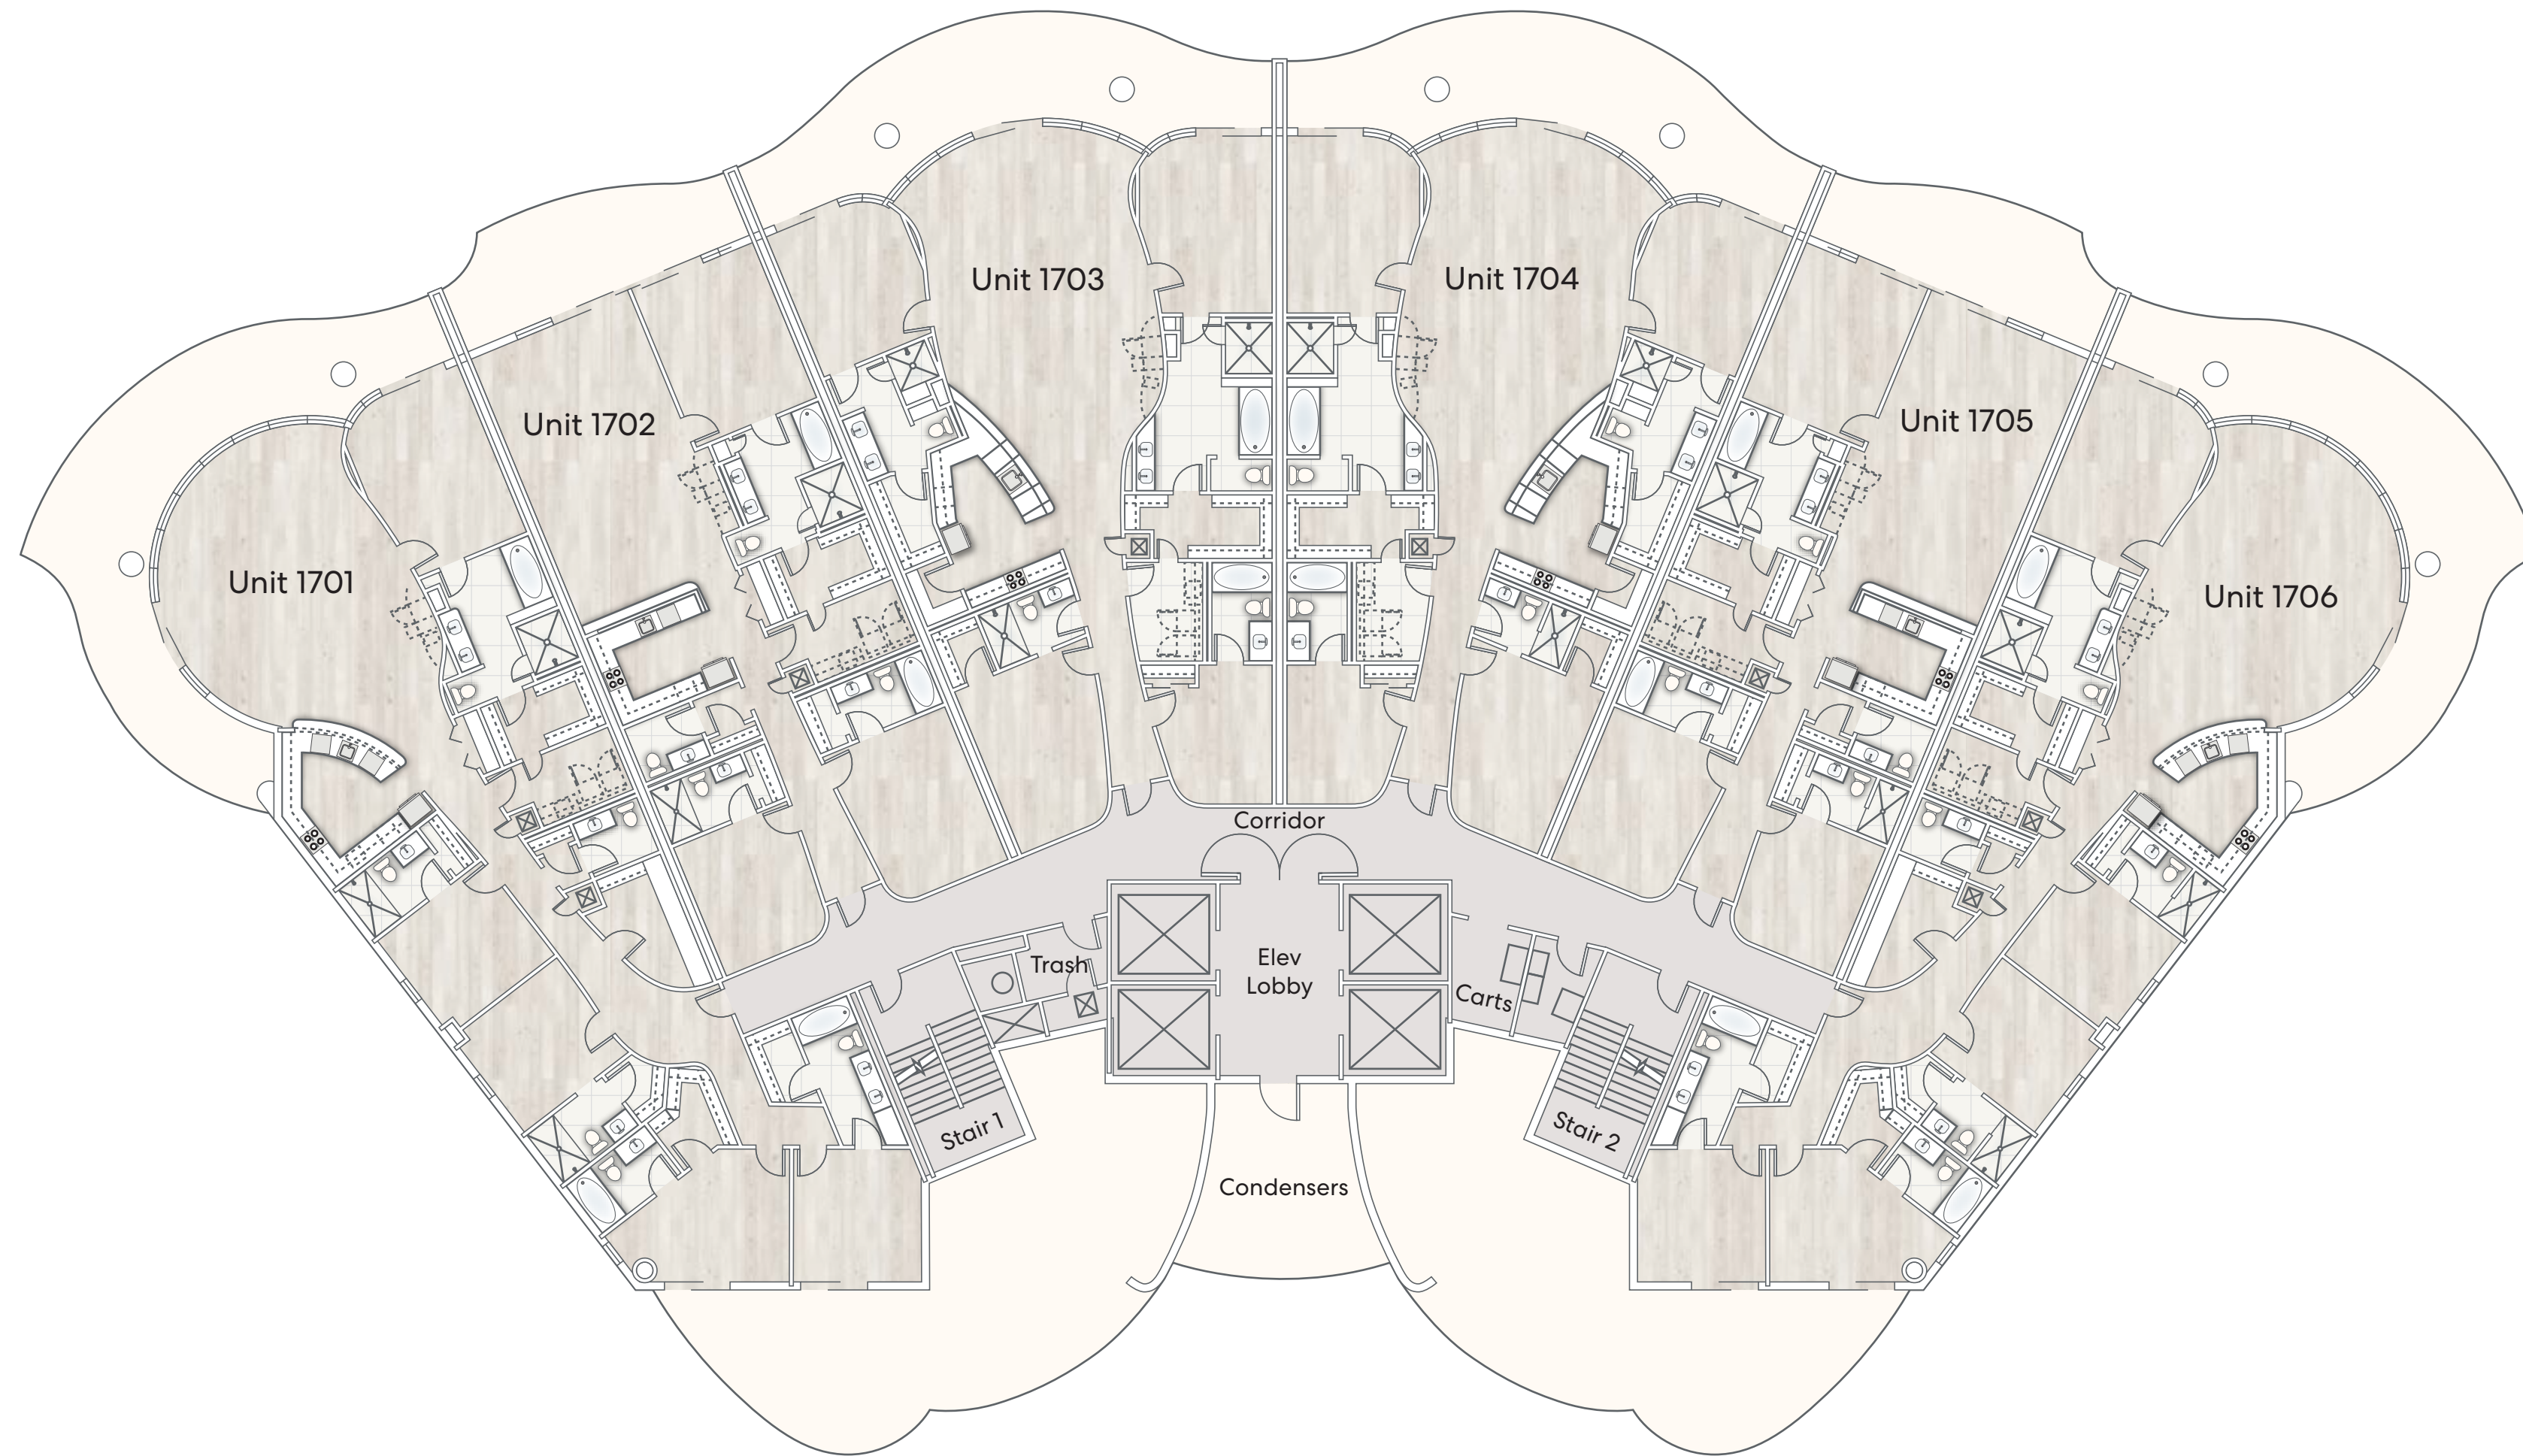 Unit 1703
Unit 1704
Unit 1702
Unit 1705
Unit 1701
Unit 1706
Corridor
Trash
Elev
Lobby
Carts
Stair 1
Stair 2
Condensers